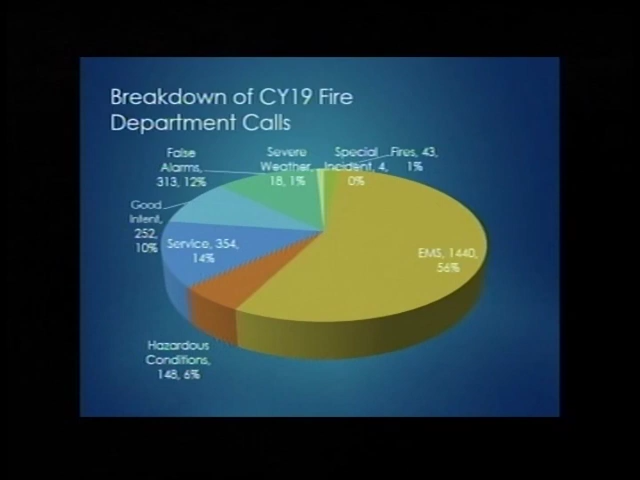 Breakdown of CY19 Fire
Department Calls
False
Alarms,
313, 12%
Severe
Weather,
18, 1%
Special
Incident, 4,
0%
Fires, 43,
1%
Good
Intent,
252,
10%
Service, 354,
14%
EMS, 1440,
56%
Hazardous
Conditions,
148, 6%